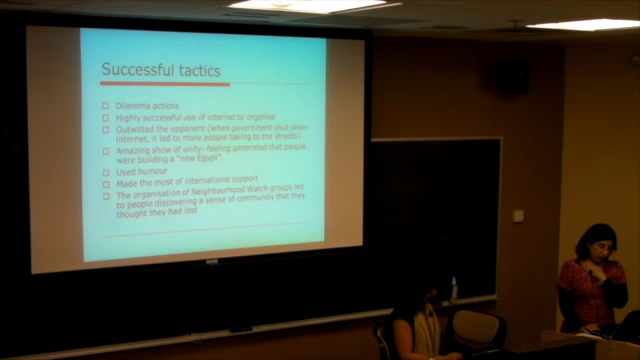 Successful tactics
Dilemma actions
Highly successful use of internet to organise
Outwitted the opponent (when government shut down
internet, it led to more people taking to the streets)
Amazing show of unity- feeling generated that people
were building a "new Egypt"
Used humour
Made the most of international support
The organisation of Neighbourhood Watch groups led
to people discovering a sense of community that they
thought they had lost